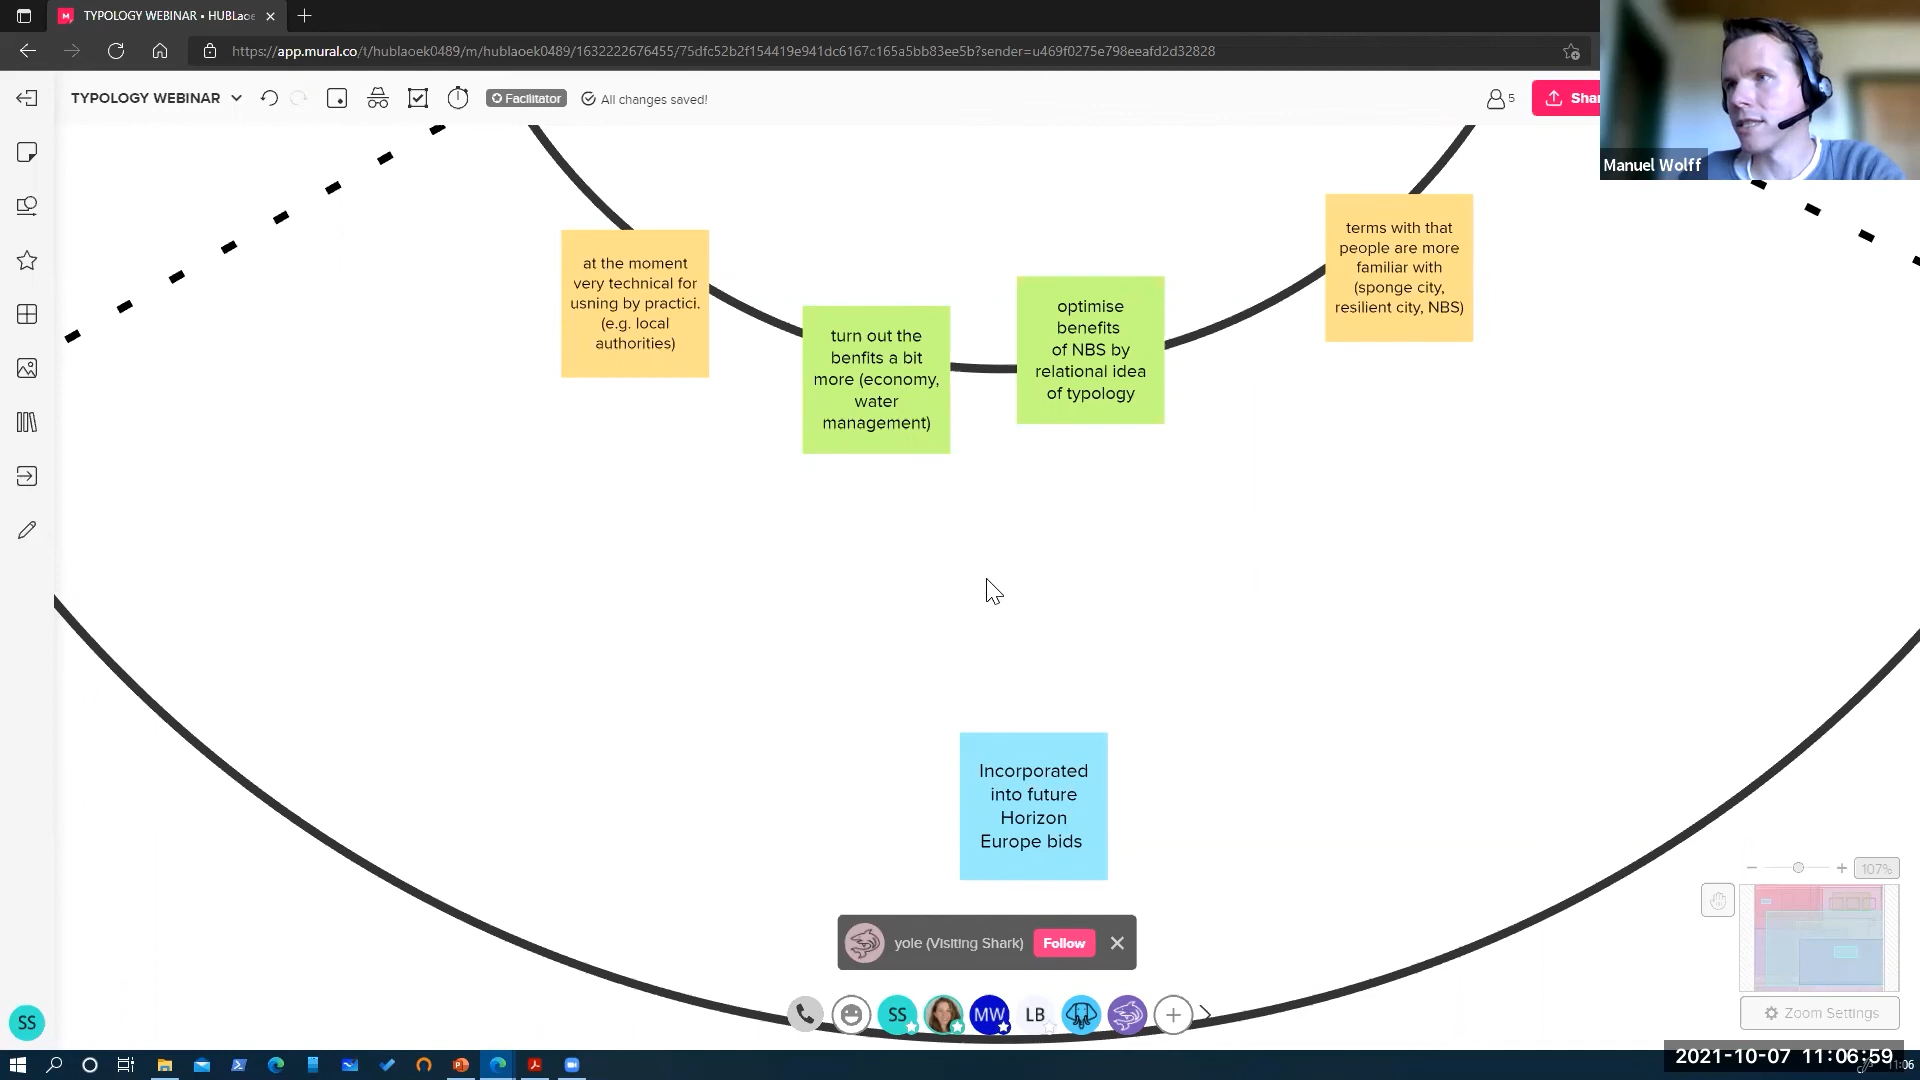 TYPOLOGY WEBINAR • HUBLaoe
https://app.mural.co/t/hublaoek0489/m/hublaoek0489/1632222676455/75dfc52b2f154419e941dc6167c165a5bb83ee5b?sender=u469f0275e798eeafd2d32828
TYPOLOGY WEBINAR
Facilitator
All changes saved!
5
Shar
Manuel Wolff
at the moment
very technical for
usning by practici.
(e.g. local
authorities)
turn out the
benfits a bit
more (economy,
water
management)
optimise
benefits
of NBS by
relational idea
of typology
terms with that
people are more
familiar with
(sponge city,
resilient city, NBS)
Incorporated
into future
Horizon
Europe bids
107%
yole (Visiting Shark)
Follow
SS
MW
LB
Zoom Settings
SS
2021-10-07 11:06:59
11:06